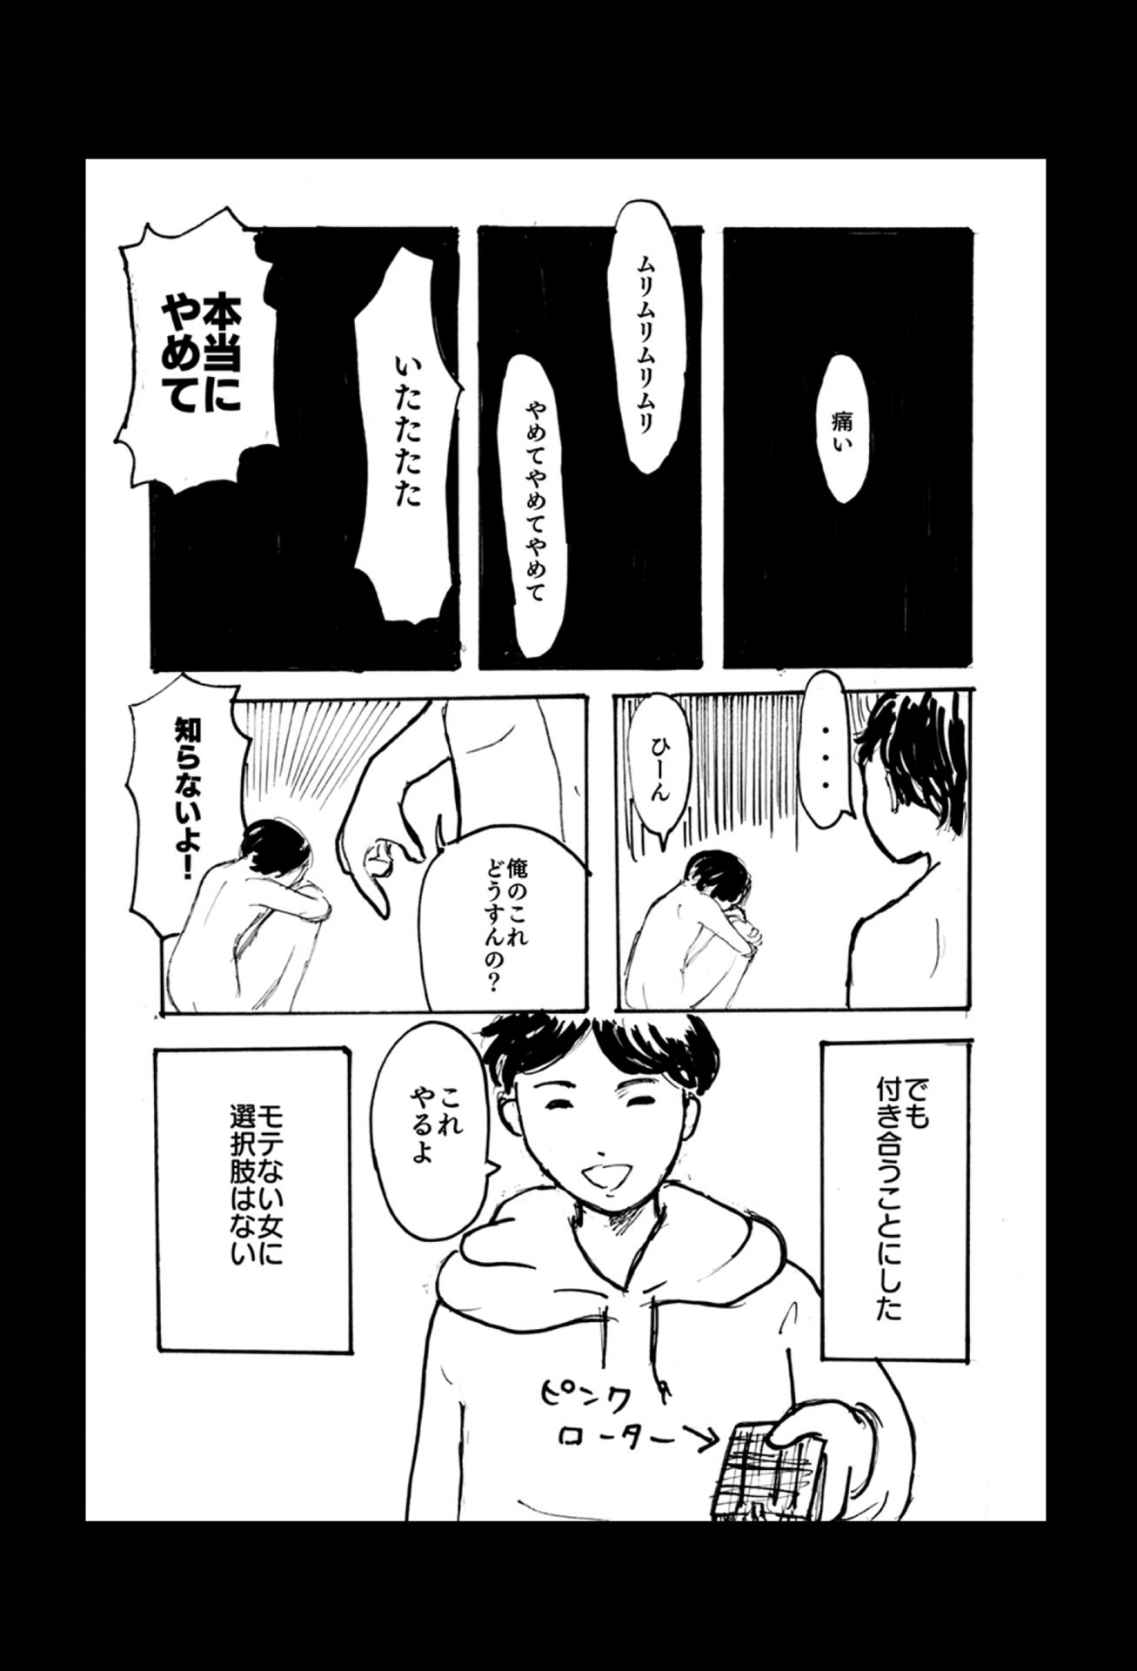 痛い
ムリムリムリムリ
やめてやめてやめて
いたたたた
本当に
やめて
・・・
ひーん
俺のこれ
どうすんの？
知らないよ！
でも
付き合うことにした
これ
やるよ
ピンク
ローター→
モテない女に
選択肢はない